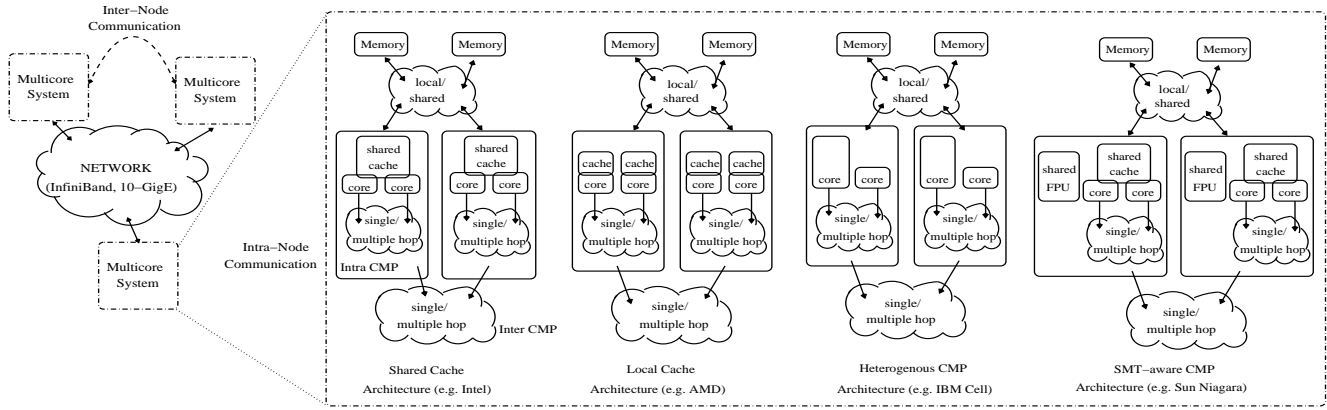 Inter−Node
Communication
Multicore
System
Multicore
System
NETWORK
(InfiniBand, 10−GigE)
Multicore
System
Intra−Node
Communication
Memory
Memory
local/
shared
shared
cache
core
core
single/
multiple hop
Intra CMP
shared
cache
core
core
single/
multiple hop
single/
multiple hop
Inter CMP
Shared Cache
Architecture (e.g. Intel)
Memory
Memory
local/
shared
cache
cache
core
core
single/
multiple hop
cache
cache
core
core
single/
multiple hop
single/
multiple hop
Local Cache
Architecture (e.g. AMD)
Memory
Memory
local/
shared
core
core
single/
multiple hop
core
core
single/
multiple hop
single/
multiple hop
Heterogenous CMP
Architecture (e.g. IBM Cell)
Memory
Memory
local/
shared
shared
FPU
shared
cache
core
core
single/
multiple hop
shared
FPU
shared
cache
core
core
single/
multiple hop
single/
multiple hop
SMT−aware CMP
Architecture (e.g. Sun Niagara)